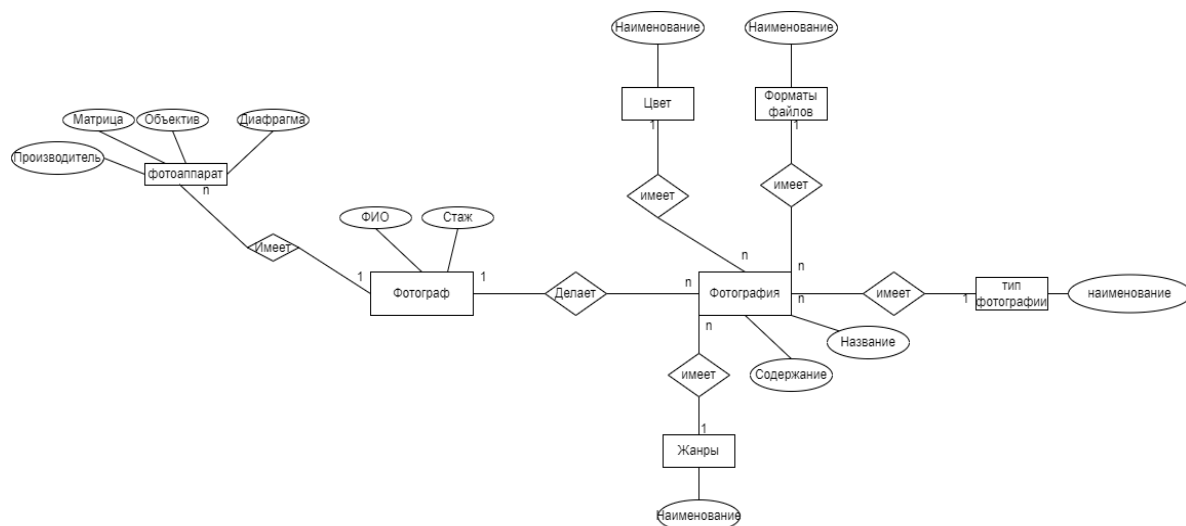 Наименование
Наименование
Цвет
Форматы
файлов
1
1
Матрица
Объектив
Диафрагма
Производитель
фотоаппарат
n
имеет
имеет
ФИО
Стаж
Имеет
n
n
1
Фотограф
1
Делает
n
Фотография
n
имеет
1
тип
фотографии
наименование
n
Название
Содержание
имеет
1
Жанры
Наименование